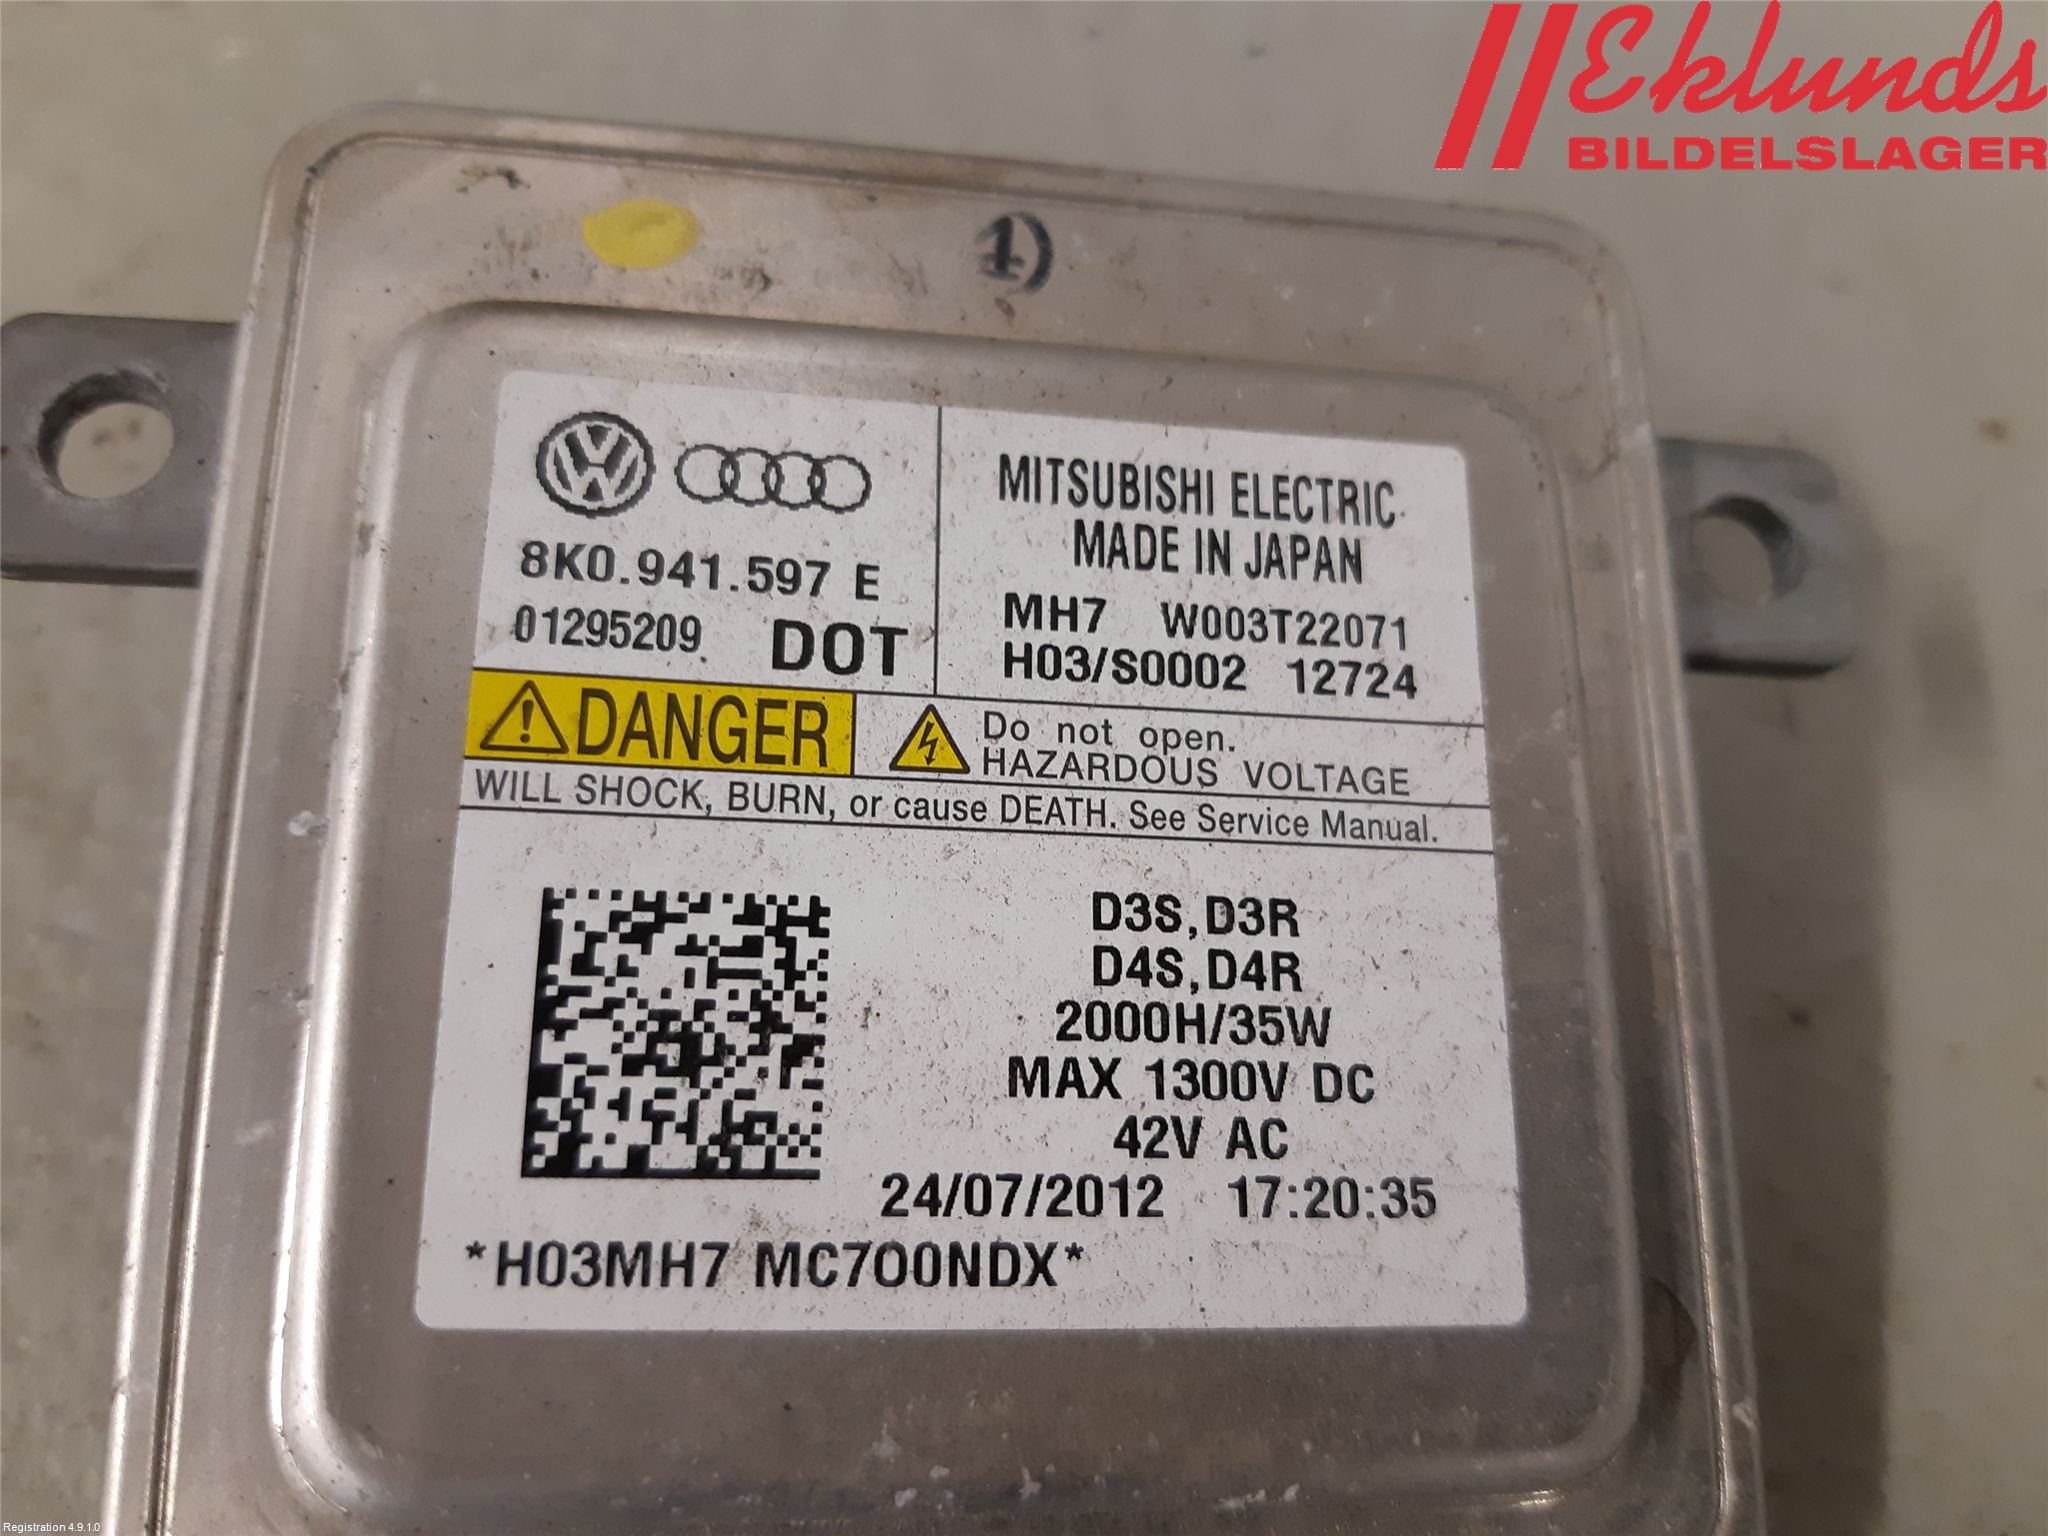 Eklunds
BILDELSLAGER
1)
8K0.941.597 E
01295209 DOT
MITSUBISHI ELECTRIC
MADE IN JAPAN
MH7 W003T22071
H03/S0002 12724
DANGER
Do not open.
HAZARDOUS VOLTAGE
WILL SHOCK, BURN, or cause DEATH. See Service Manual.
D3S,D3R
D4S,D4R
2000H/35W
MAX 1300V DC
42V AC
24/07/2012 17:20:35
*H03MH7 MC700NDX*
Registration 4.9.1.0